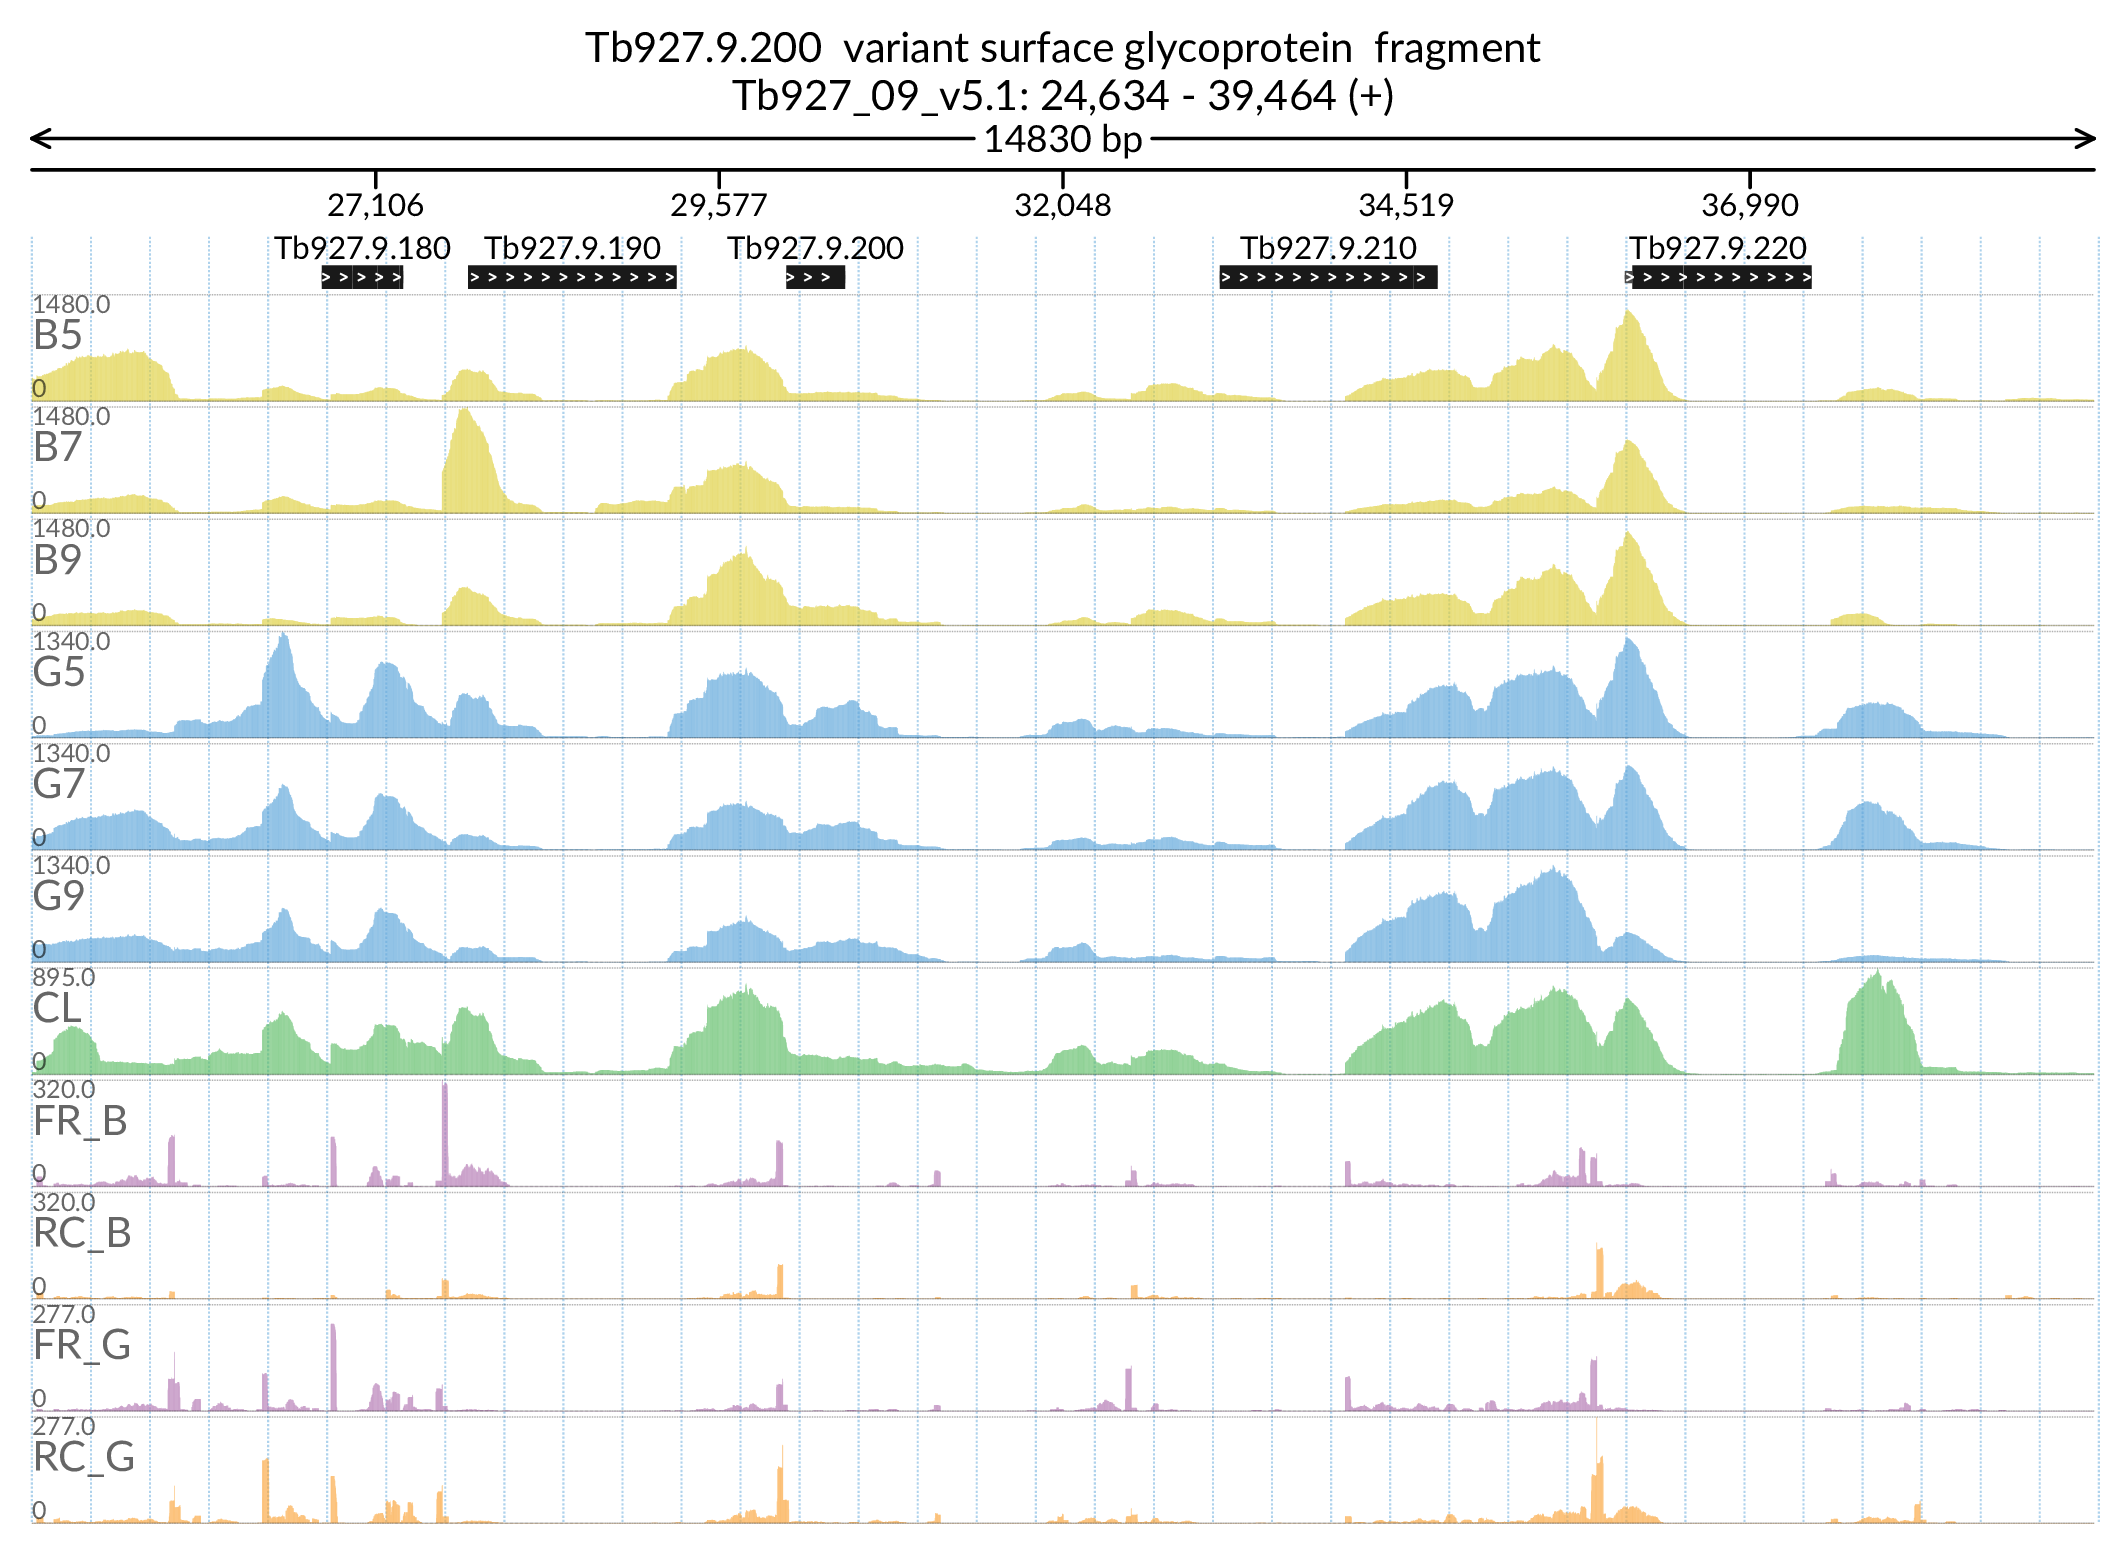 Tb927.9.200 variant surface glycoprotein fragment
Tb927_09_v5.1: 24,634 - 39,464 (+)
14830 bp
27,106 29,577 32,048 34,519 36,990
Tb927.9.180 Tb927.9.190 Tb927.9.200 Tb927.9.210 Tb927.9.220
1480.0
B5
0
1480.0
B7
0
1480.0
B9
0
1340.0
G5
0
1340.0
G7
0
1340.0
G9
0
895.0
CL
0
320.0
FR_B
0
320.0
RC_B
0
277.0
FR_G
0
277.0
RC_G
0